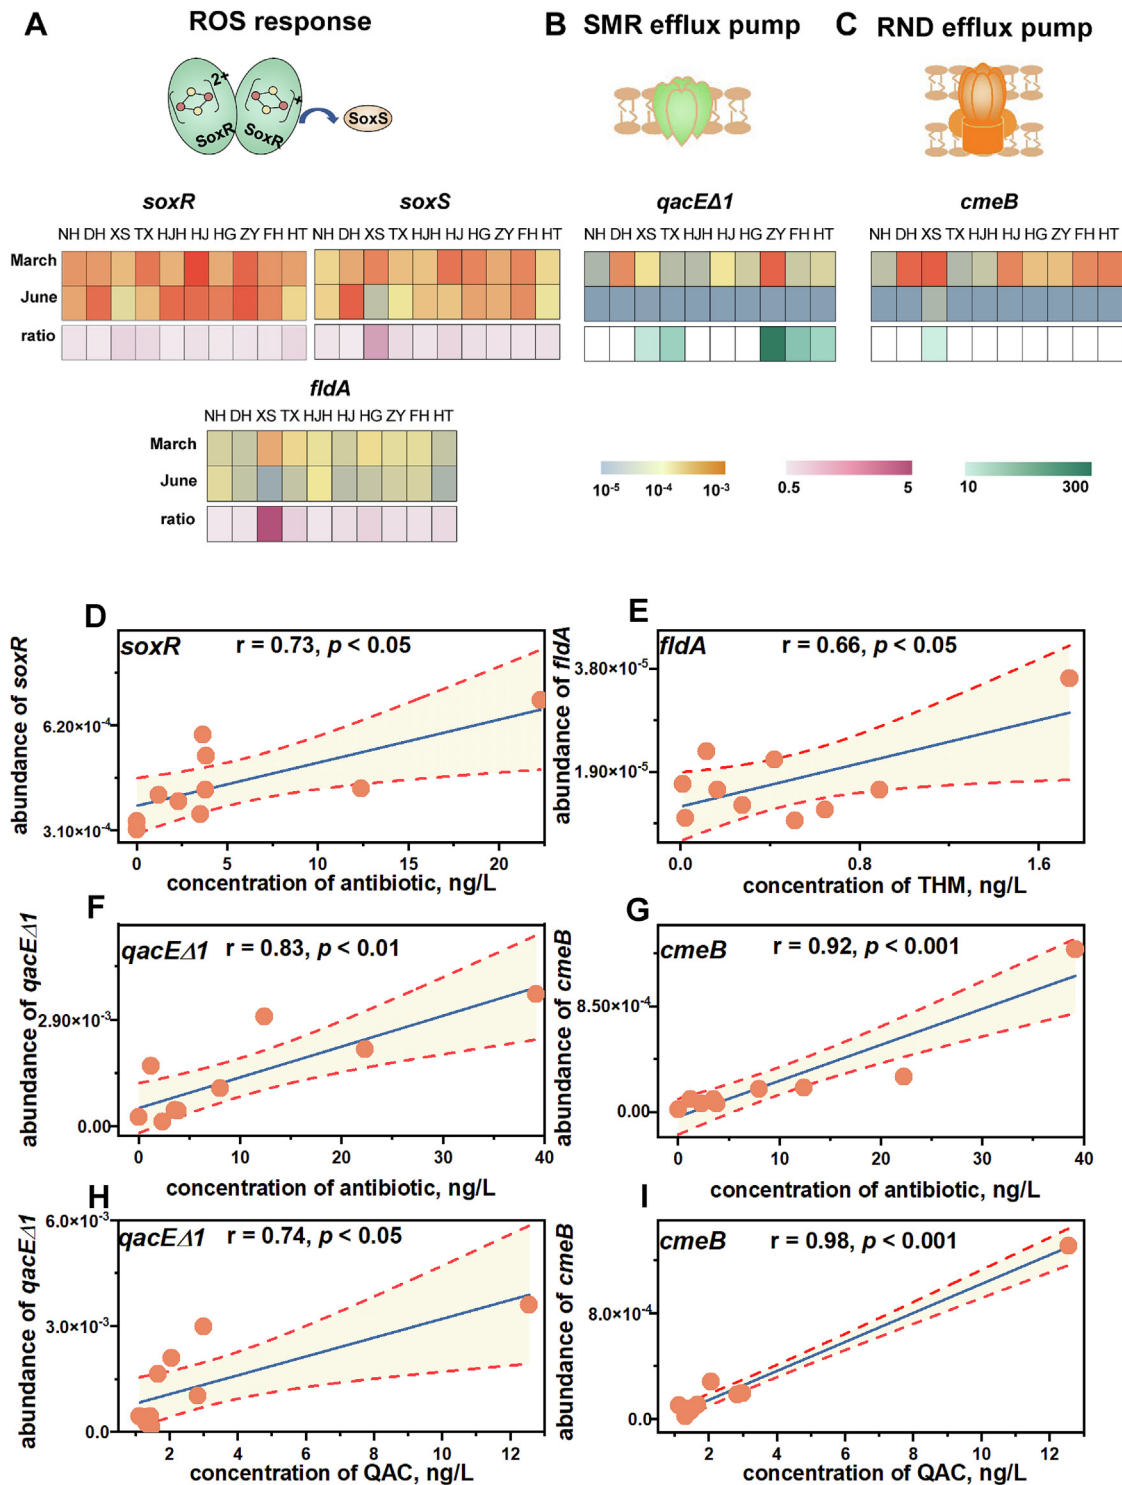 A
ROS response
B
SMR efflux pump
C
RND efflux pump
2+
+
SoxR
SoxR
SoxS
soxR
soxS
qacEΔ1
cmeB
NH DH XS TX HJH HJ HG ZY FH HT
NH DH XS TX HJH HJ HG ZY FH HT
NH DH XS TX HJH HJ HG ZY FH HT
NH DH XS TX HJH HJ HG ZY FH HT
March
June
ratio
fldA
NH DH XS TX HJH HJ HG ZY FH HT
March
June
ratio
10⁻⁵ 10⁻⁴ 10⁻³
0.5 5
10 300
D
soxR
r = 0.73, p < 0.05
abundance of soxR
6.20×10⁻⁴
3.10×10⁻⁴
0 5 10 15 20
concentration of antibiotic, ng/L
E
fldA
r = 0.66, p < 0.05
abundance of fldA
3.80×10⁻⁵
1.90×10⁻⁵
0.0 0.8 1.6
concentration of THM, ng/L
F
qacEΔ1
r = 0.83, p < 0.01
abundance of qacEΔ1
2.90×10⁻³
0.00
0 10 20 30 40
concentration of antibiotic, ng/L
G
cmeB
r = 0.92, p < 0.001
abundance of cmeB
8.50×10⁻⁴
0.00
0 10 20 30 40
concentration of antibiotic, ng/L
H
qacEΔ1
r = 0.74, p < 0.05
abundance of qacEΔ1
6.0×10⁻³
3.0×10⁻³
0.0
2 4 6 8 10 12
concentration of QAC, ng/L
I
cmeB
r = 0.98, p < 0.001
abundance of cmeB
8.0×10⁻⁴
0.0
2 4 6 8 10 12
concentration of QAC, ng/L